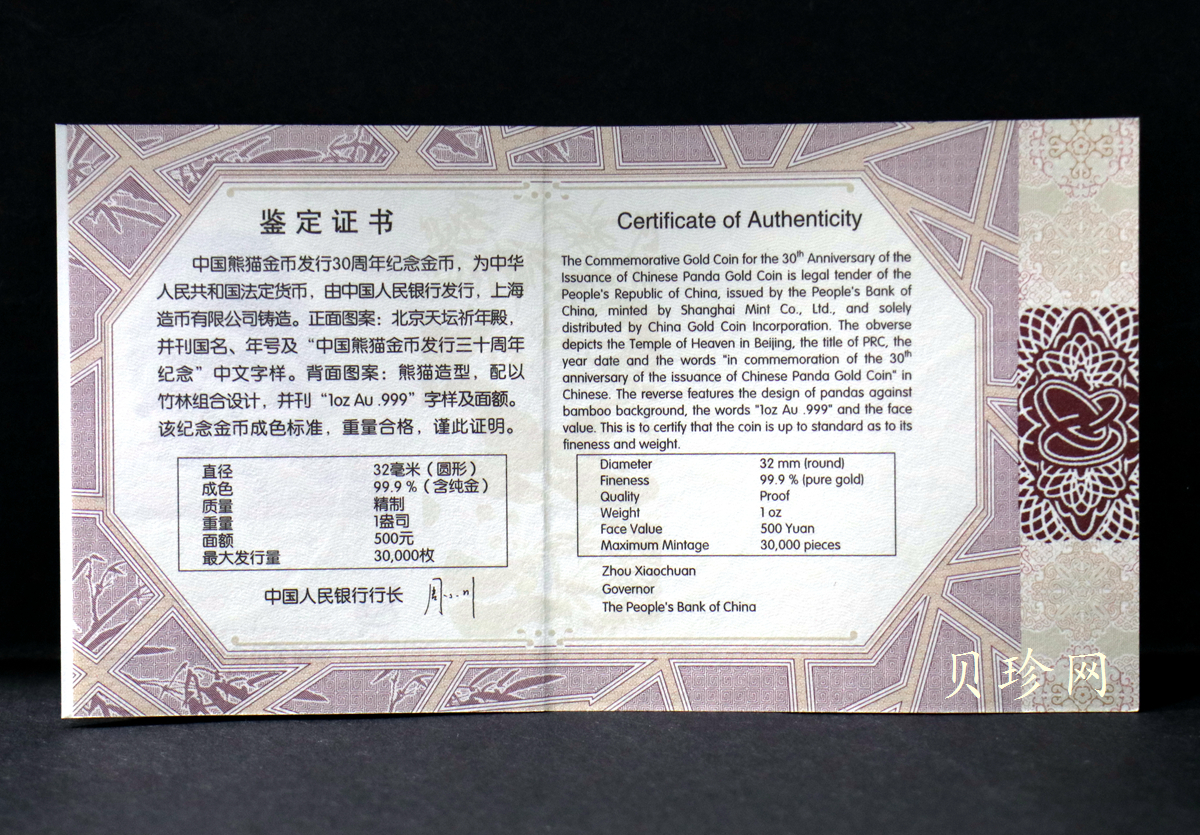 鉴定证书
中国熊猫金币发行30周年纪念金币，为中华
人民共和国法定货币，由中国人民银行发行，上海
造币有限公司铸造。正面图案：北京天坛祈年殿，
并刊国名、年号及“中国熊猫金币发行三十周年
纪念”中文字样。背面图案：熊猫造型，配以
竹林组合设计，并刊“1oz Au .999”字样及面额。
该纪念金币成色标准，重量合格，谨此证明。
直径 32毫米（圆形）
成色 99.9％（含纯金）
质量 精制
重量 1盎司
面额 500元
最大发行量 30,000枚
中国人民银行行长
Certificate of Authenticity
The Commemorative Gold Coin for the 30th Anniversary of the
Issuance of Chinese Panda Gold Coin is legal tender of the
People's Republic of China, issued by the People's Bank of
China, minted by Shanghai Mint Co., Ltd., and solely
distributed by China Gold Coin Incorporation. The obverse
depicts the Temple of Heaven in Beijing, the title of PRC, the
year date and the words "in commemoration of the 30th
anniversary of the issuance of Chinese Panda Gold Coin" in
Chinese. The reverse features the design of pandas against
bamboo background, the words "1oz Au .999" and the face
value. This is to certify that the coin is up to standard as to its
fineness and weight.
Diameter 32 mm (round)
Fineness 99.9 % (pure gold)
Quality Proof
Weight 1 oz
Face Value 500 Yuan
Maximum Mintage 30,000 pieces
Zhou Xiaochuan
Governor
The People's Bank of China
贝珍网